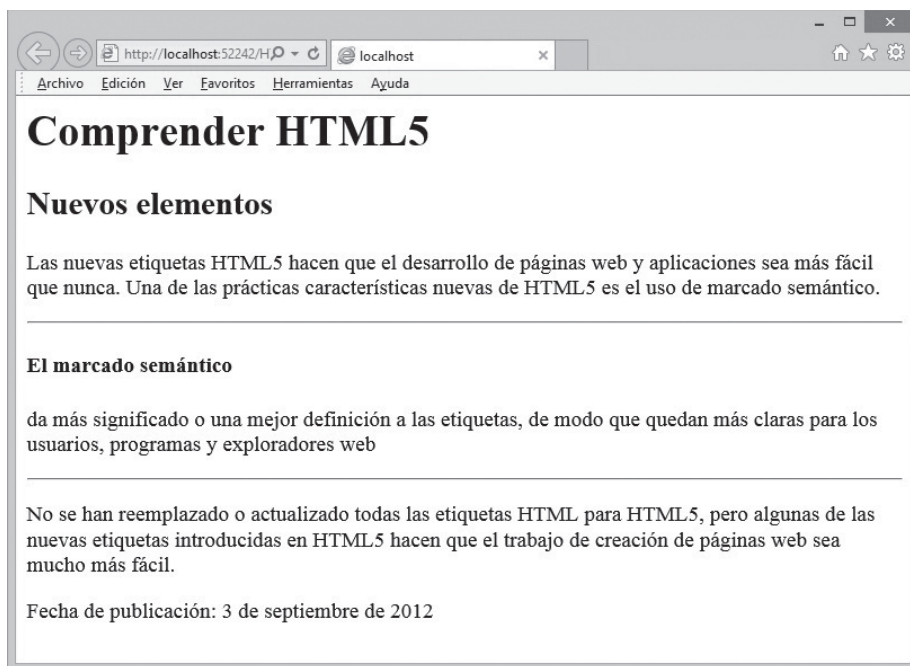 http://localhost:52242/H
localhost
Archivo Edición Ver Favoritos Herramientas Ayuda
Comprender HTML5
Nuevos elementos
Las nuevas etiquetas HTML5 hacen que el desarrollo de páginas web y aplicaciones sea más fácil
que nunca. Una de las prácticas características nuevas de HTML5 es el uso de marcado semántico.
El marcado semántico
da más significado o una mejor definición a las etiquetas, de modo que quedan más claras para los
usuarios, programas y exploradores web
No se han reemplazado o actualizado todas las etiquetas HTML para HTML5, pero algunas de las
nuevas etiquetas introducidas en HTML5 hacen que el trabajo de creación de páginas web sea
mucho más fácil.
Fecha de publicación: 3 de septiembre de 2012